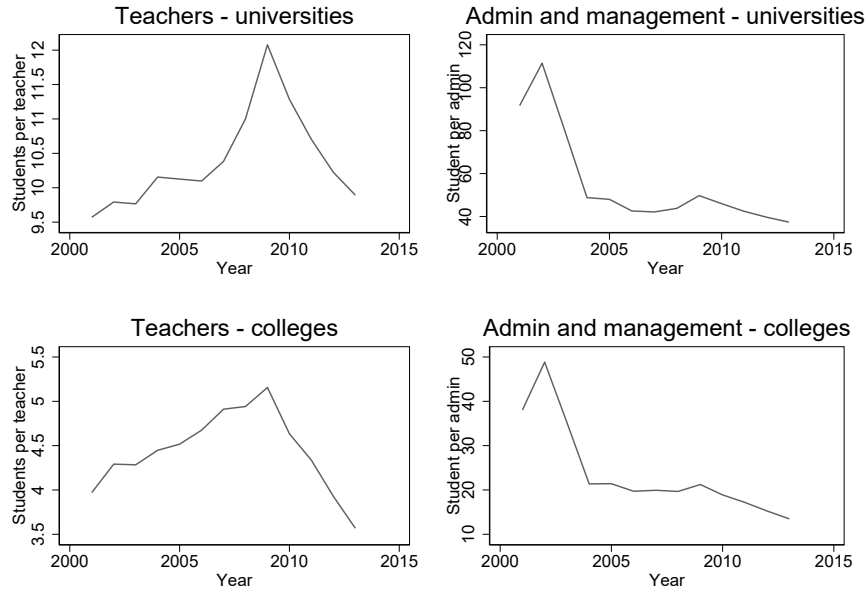 Teachers - universities
Students per teacher
9.5 10 10.5 11 11.5 12
2000 2005 2010 2015
Year
Admin and management - universities
Student per admin
40 60 80 100 120
2000 2005 2010 2015
Year
Teachers - colleges
Students per teacher
3.5 4 4.5 5 5.5
2000 2005 2010 2015
Year
Admin and management - colleges
Student per admin
10 20 30 40 50
2000 2005 2010 2015
Year